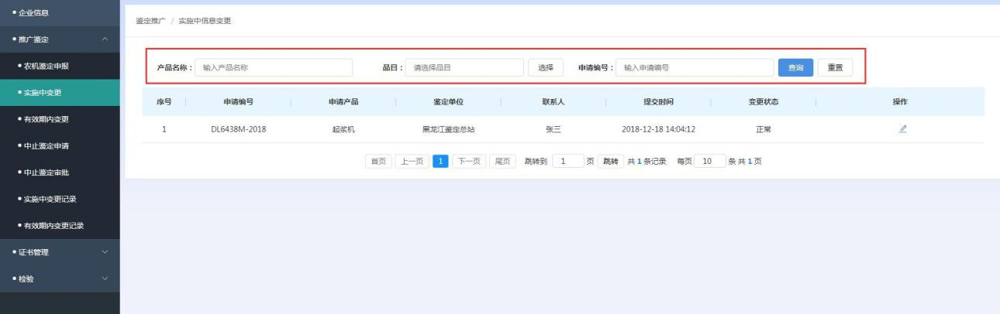 企业信息
推广鉴定
农机鉴定申报
实施中变更
有效期内变更
中止鉴定申请
中止鉴定审批
实施中变更记录
有效期内变更记录
证书管理
检验
鉴定推广 / 实施中信息变更
产品名称： 输入产品名称 品目： 请选择品目 选择 申请编号： 输入申请编号 查询 重置
序号 申请编号 申请产品 鉴定单位 联系人 提交时间 变更状态 操作
1 DL6438M-2018 起浆机 黑龙江鉴定总站 张三 2018-12-18 14:04:12 正常
首页 上一页 1 下一页 尾页 跳转到 1 页 跳转 共 1 条记录 每页 10 条 共 1 页